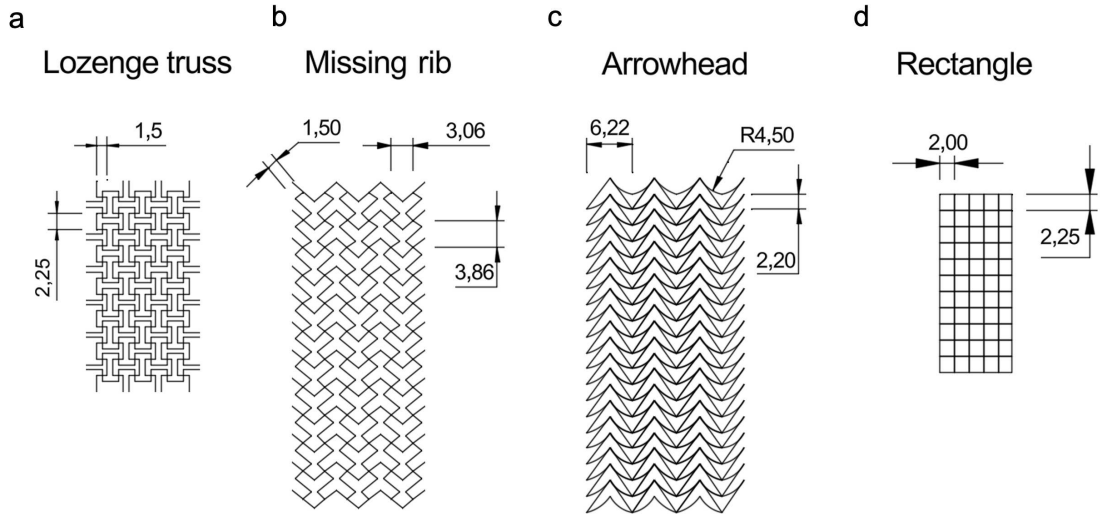 a
b
c
d
Lozenge truss
Missing rib
Arrowhead
Rectangle
1,5
2,25
1,50
3,06
3,86
6,22
R4,50
2,20
2,00
2,25